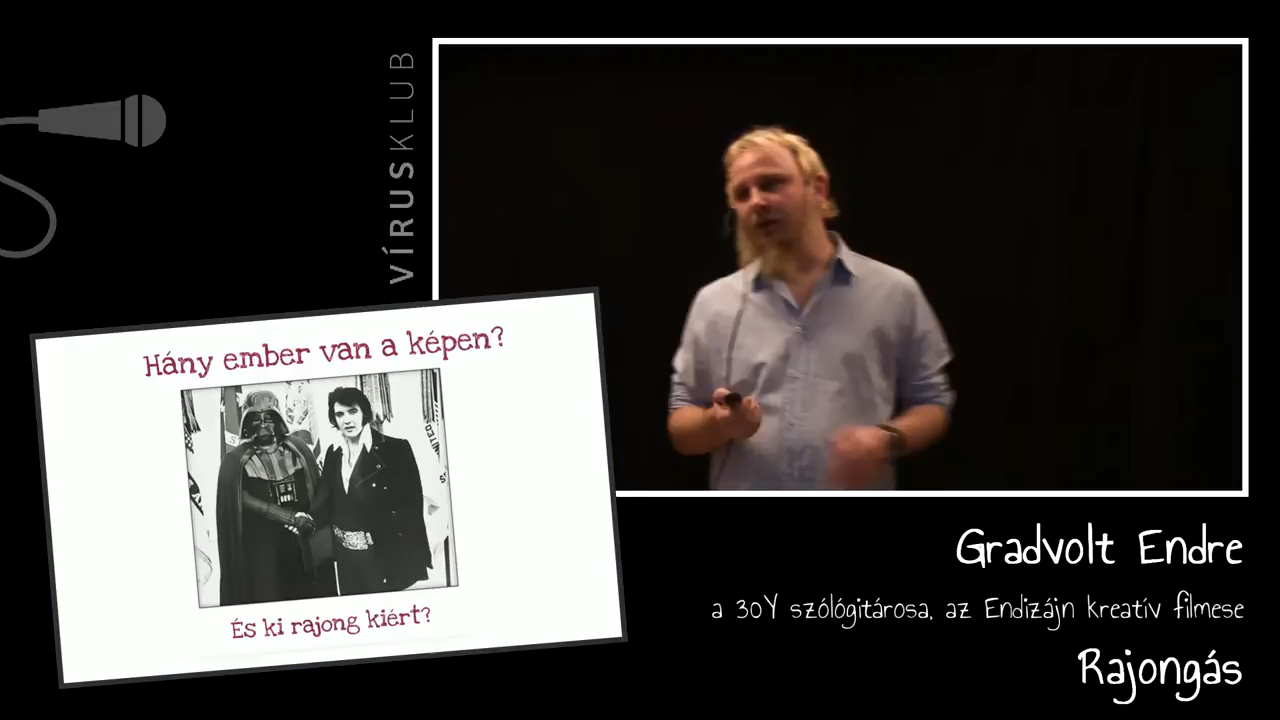 VÍRUSKLUB
Hány ember van a képen?
És ki rajong kiért?
Gradvolt Endre
a 30Y szólógitárosa, az Endizájn kreatív filmese
Rajongás